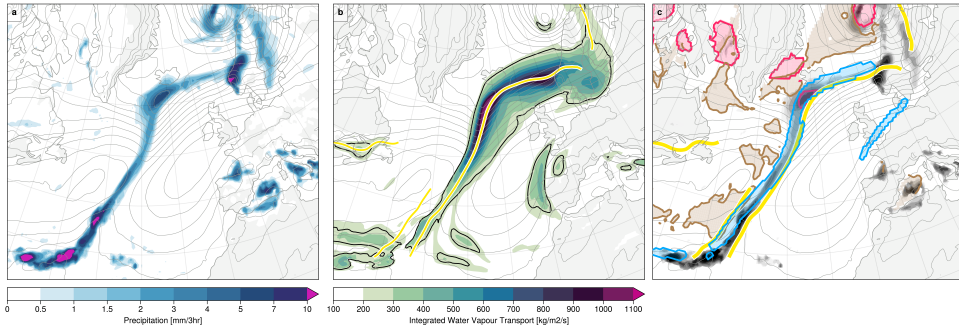 a
b
c
0 0.5 1 1.5 2 3 4 5 7 10
Precipitation [mm/3hr]
100 200 300 400 500 600 700 800 900 1000 1100
Integrated Water Vapour Transport [kg/m2/s]